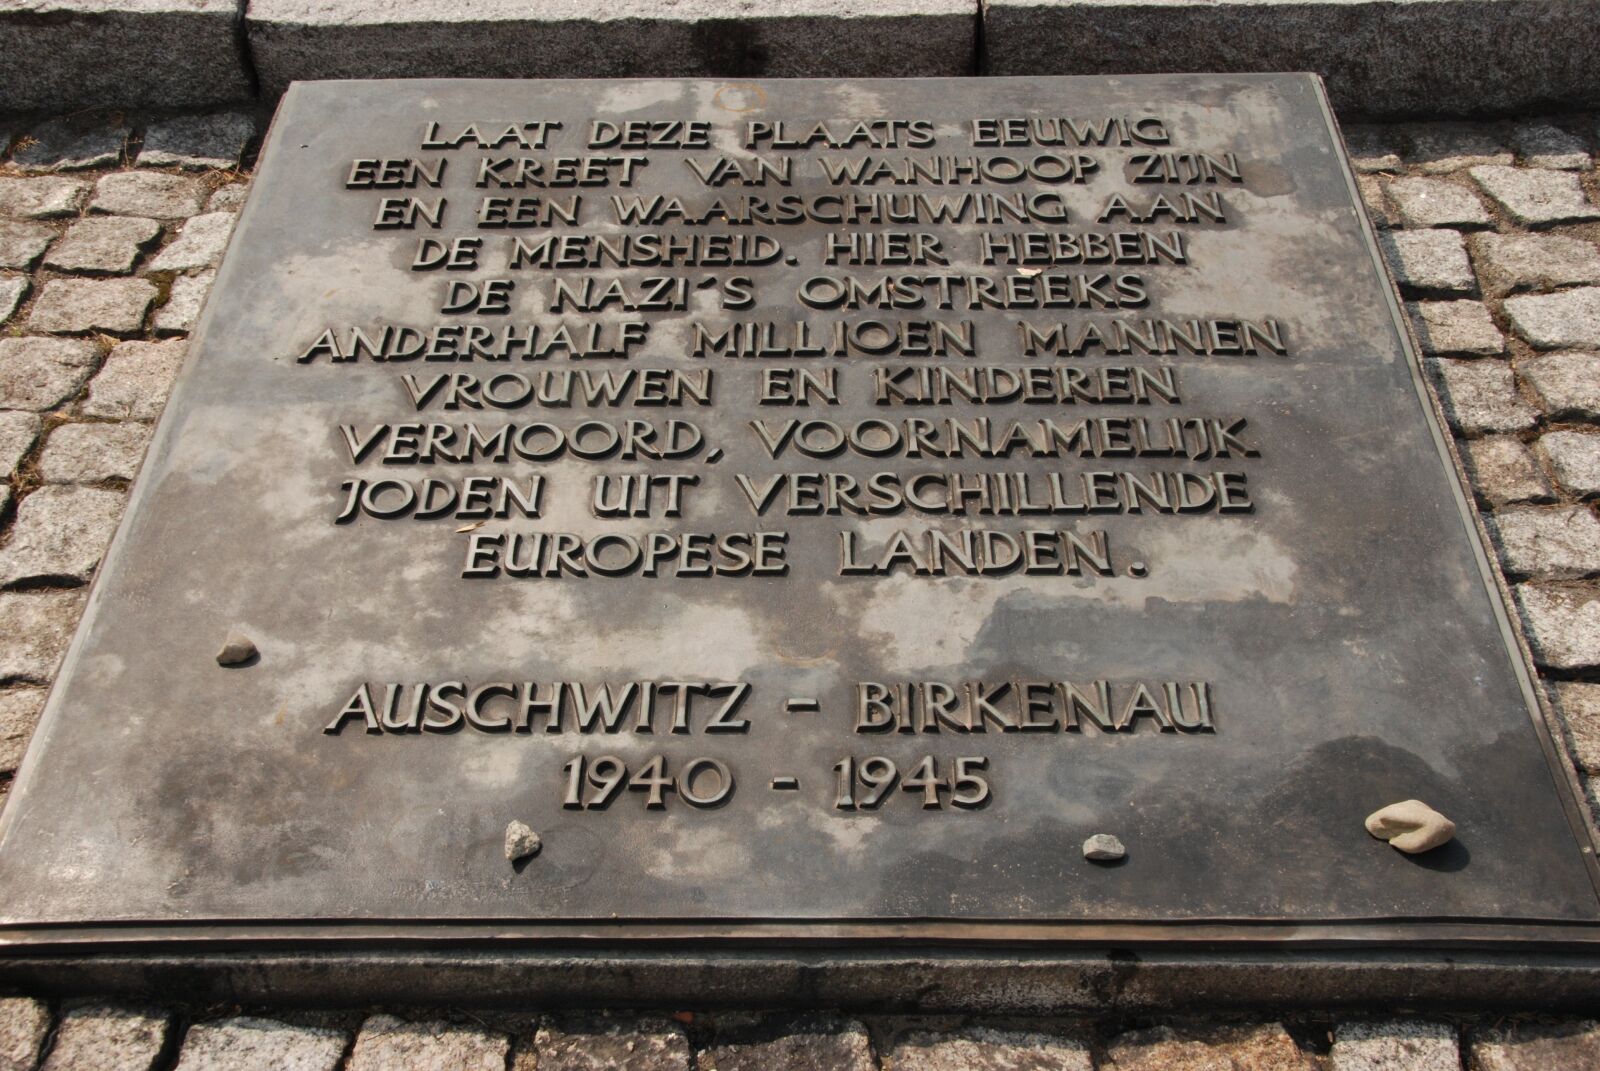 LAAT DEZE PLAATS EEUWIG
EEN KREET VAN WANHOOP ZIJN
EN EEN WAARSCHUWING AAN
DE MENSHEID. HIER HEBBEN
DE NAZI´S OMSTREEKS
ANDERHALF MILLIOEN MANNEN
VROUWEN EN KINDEREN
VERMOORD, VOORNAMELIJK
JODEN UIT VERSCHILLENDE
EUROPESE LANDEN.
AUSCHWITZ - BIRKENAU
1940 - 1945